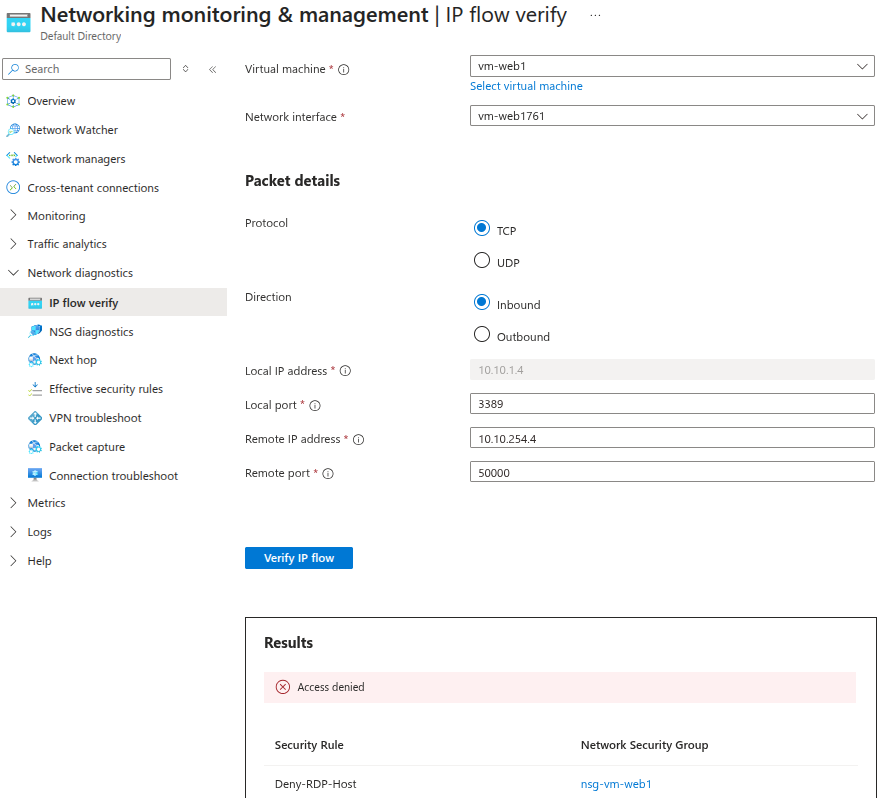 Networking monitoring & management | IP flow verify ...
Default Directory
Search
Overview
Network Watcher
Network managers
Cross-tenant connections
Monitoring
Traffic analytics
Network diagnostics
IP flow verify
NSG diagnostics
Next hop
Effective security rules
VPN troubleshoot
Packet capture
Connection troubleshoot
Metrics
Logs
Help
Virtual machine *
vm-web1
Select virtual machine
Network interface *
vm-web1761
Packet details
Protocol
TCP
UDP
Direction
Inbound
Outbound
Local IP address *
10.10.1.4
Local port *
3389
Remote IP address *
10.10.254.4
Remote port *
50000
Verify IP flow
Results
Access denied
Security Rule Network Security Group
Deny-RDP-Host nsg-vm-web1